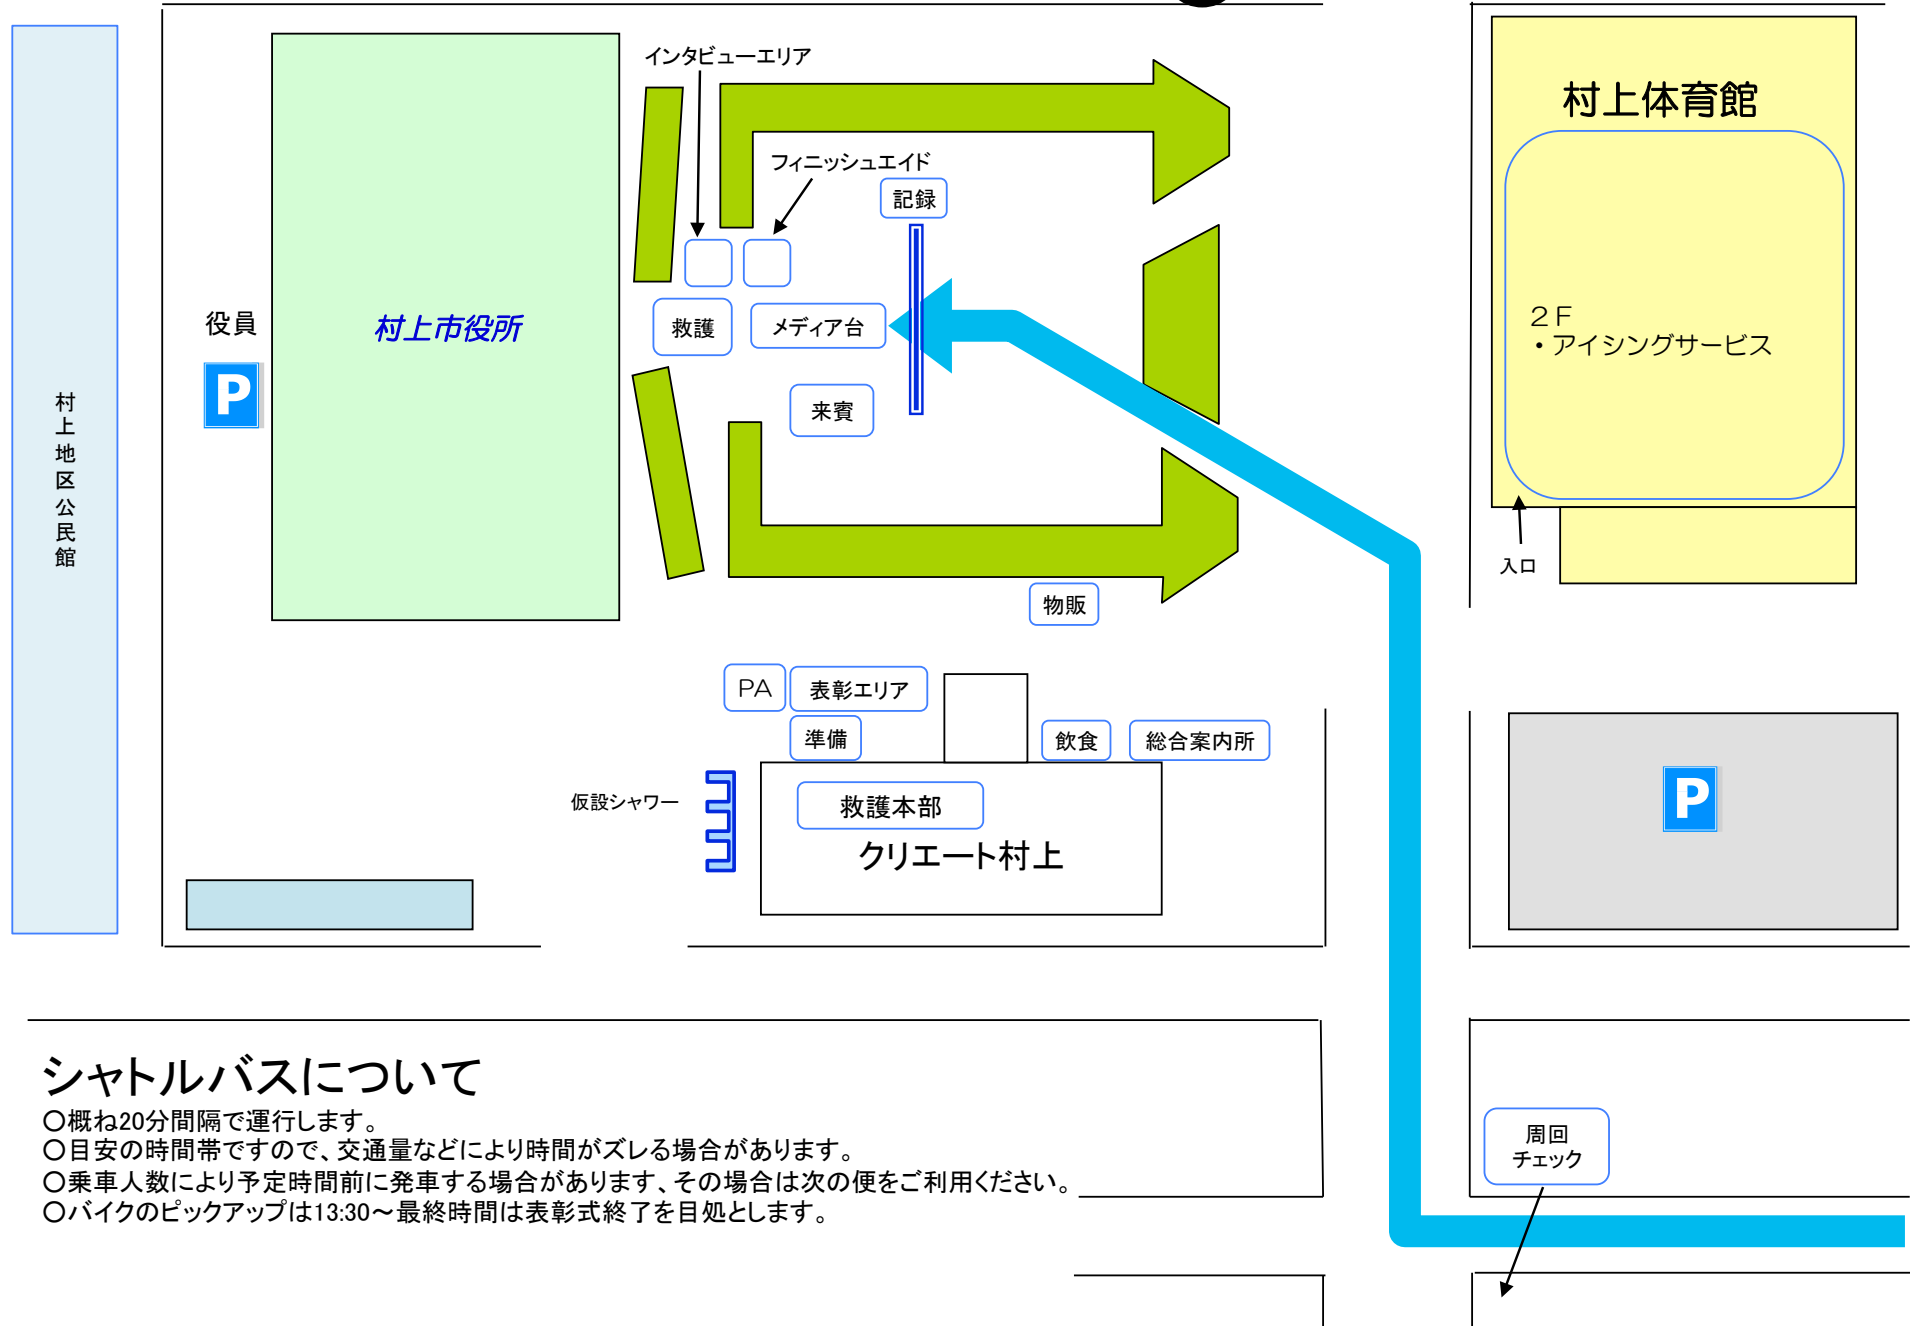 インタビューエリア
村上体育館
フィニッシュエイド
記録
役員
村上市役所
救護
メディア台
２Ｆ
・アイシングサービス
P
来賓
村上地区公民館
入口
物販
PA
表彰エリア
準備
飲食
総合案内所
仮設シャワー
救護本部
P
クリエート村上
シャトルバスについて
○概ね20分間隔で運行します。
○目安の時間帯ですので、交通量などにより時間がズレる場合があります。
○乗車人数により予定時間前に発車する場合があります、その場合は次の便をご利用ください。
○バイクのピックアップは13:30～最終時間は表彰式終了を目処とします。
周回
チェック